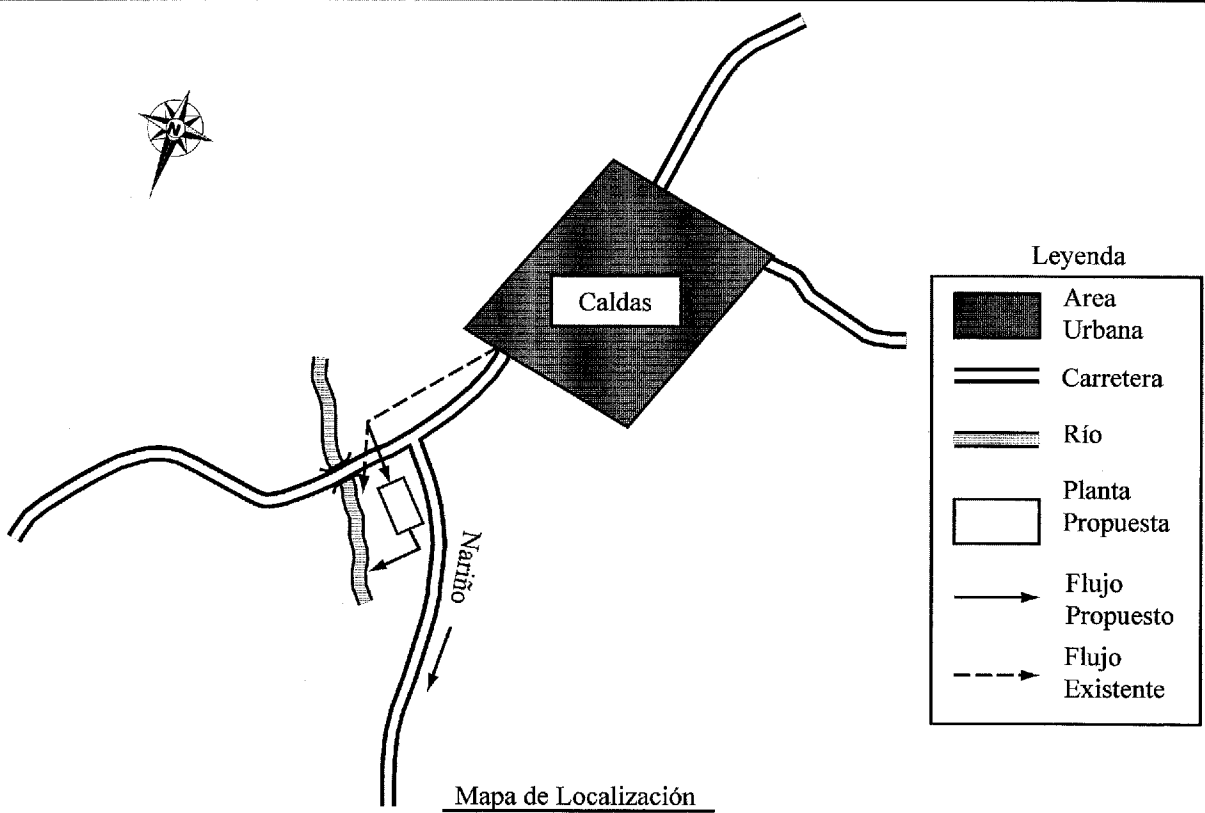 N
Caldas
Nariño
Leyenda
Area
Urbana
Carretera
Río
Planta
Propuesta
Flujo
Propuesto
Flujo
Existente
Mapa de Localización